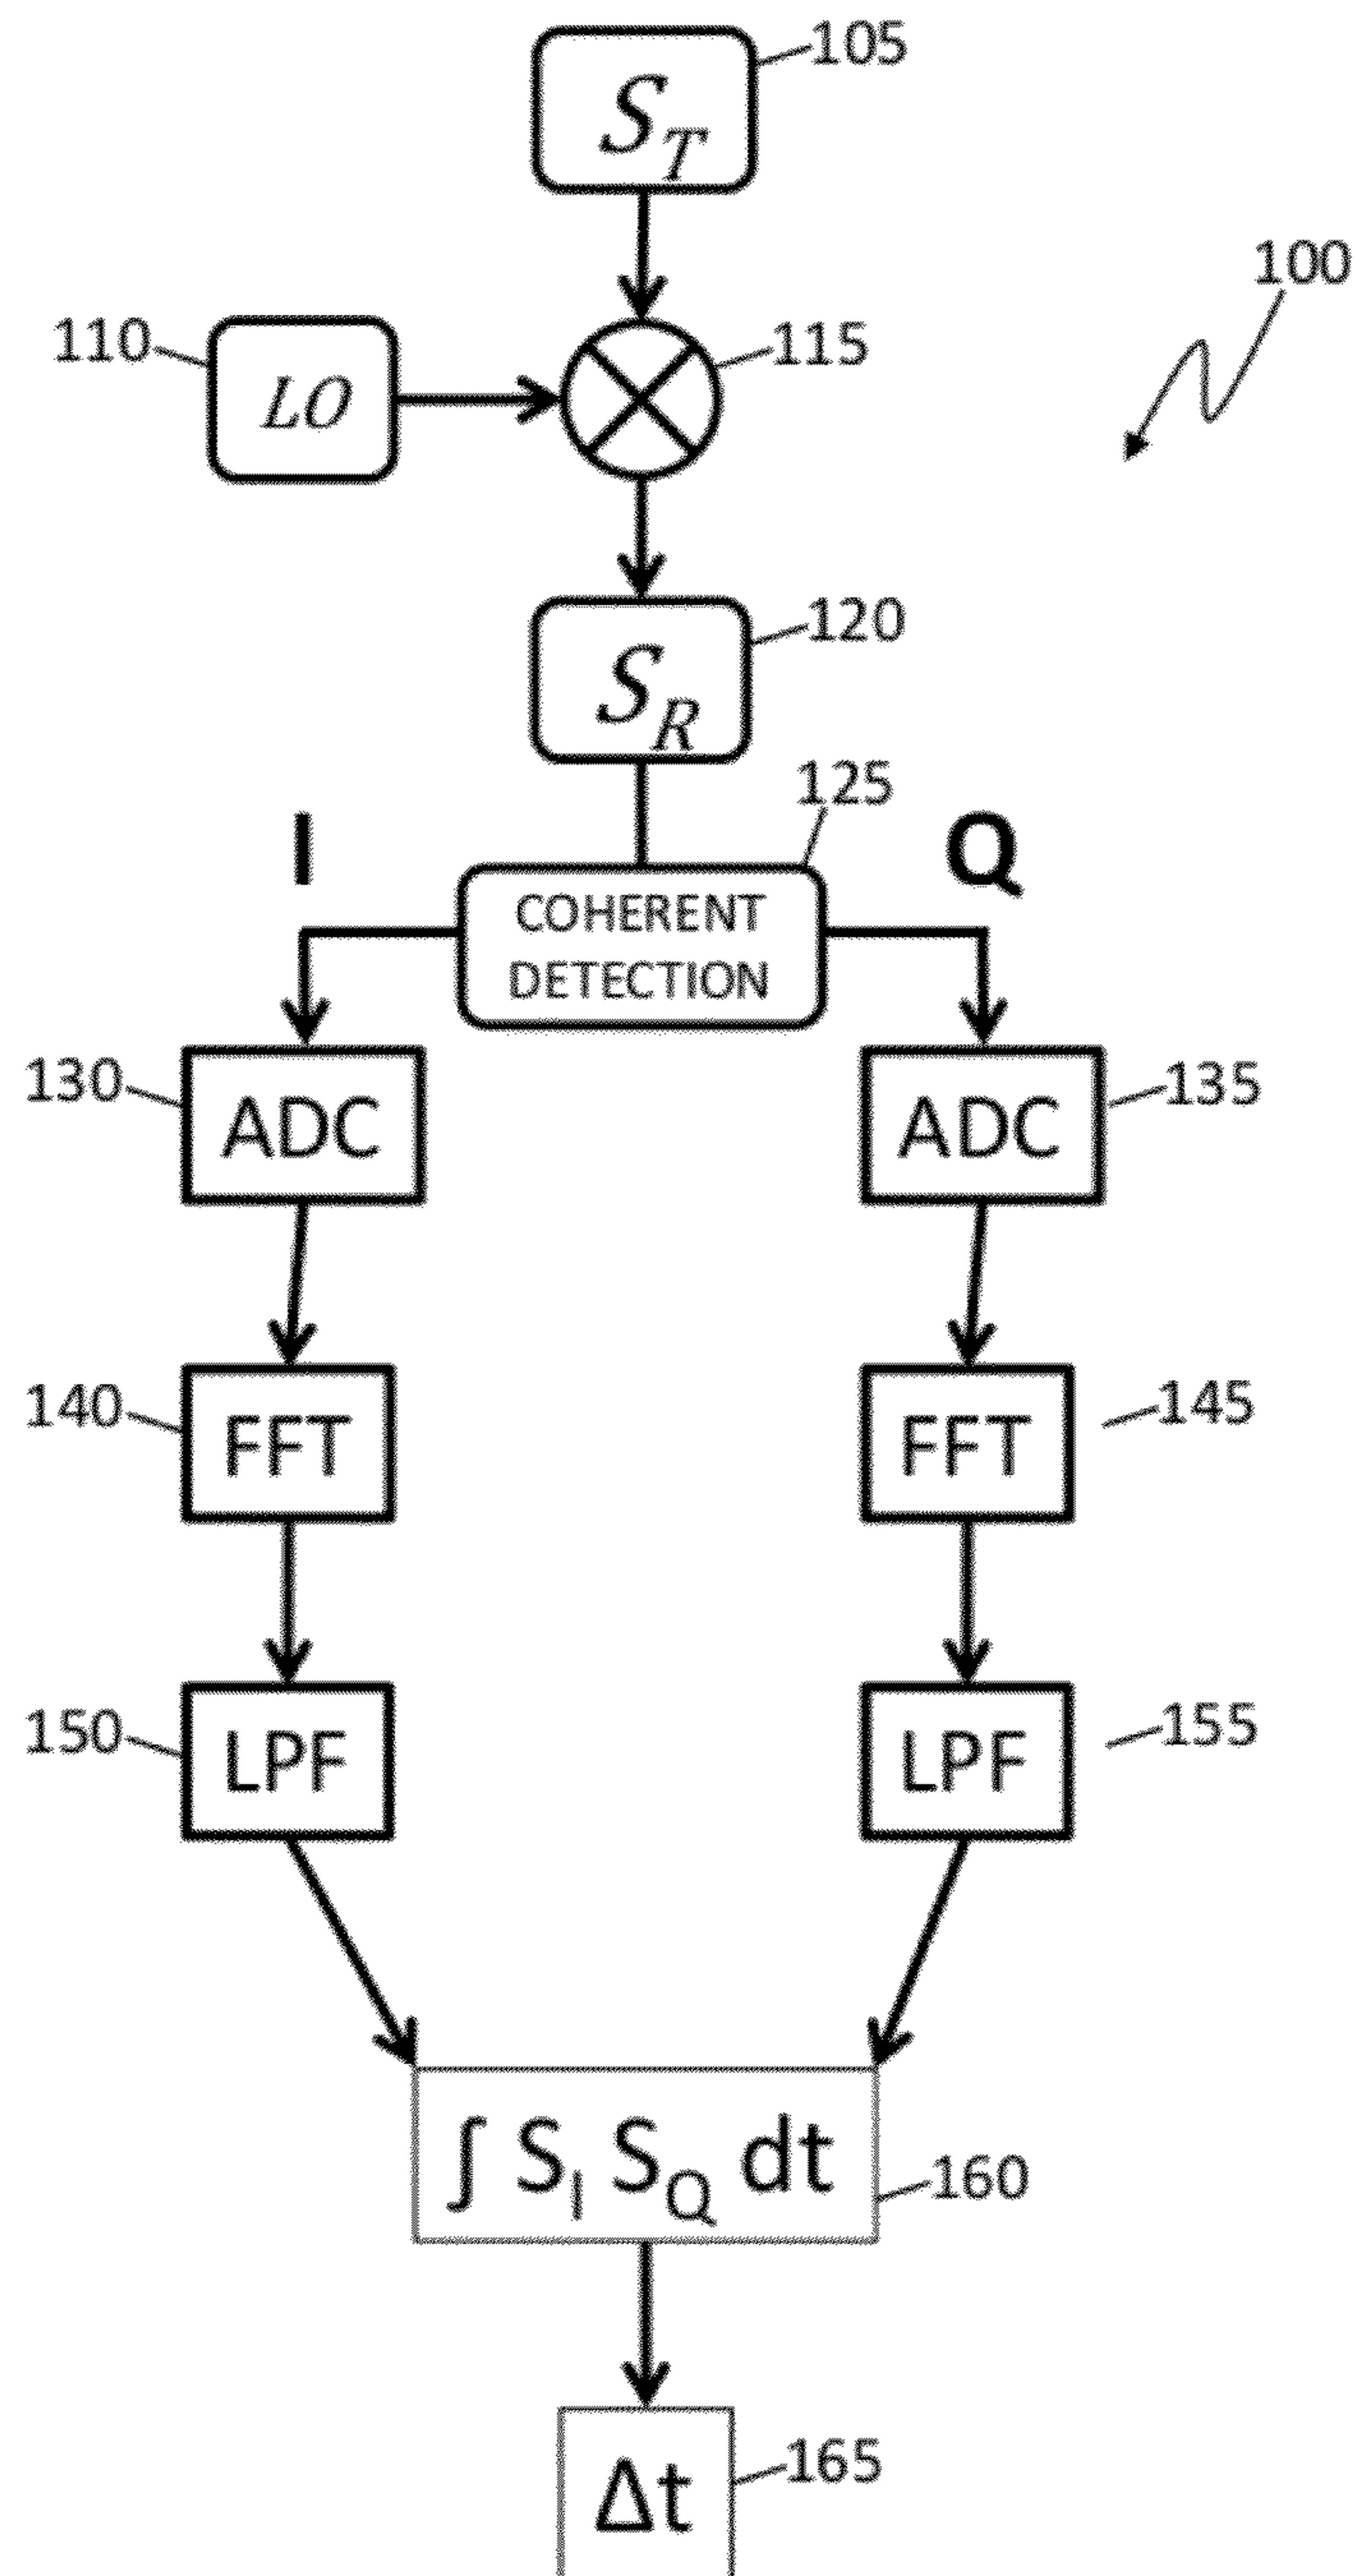 105
S_T
100
110
LO
115
120
S_R
125
I
Q
COHERENT
DETECTION
130
ADC
ADC
135
140
FFT
FFT
145
150
LPF
LPF
155
∫ S_I S_Q dt
160
Δt
165